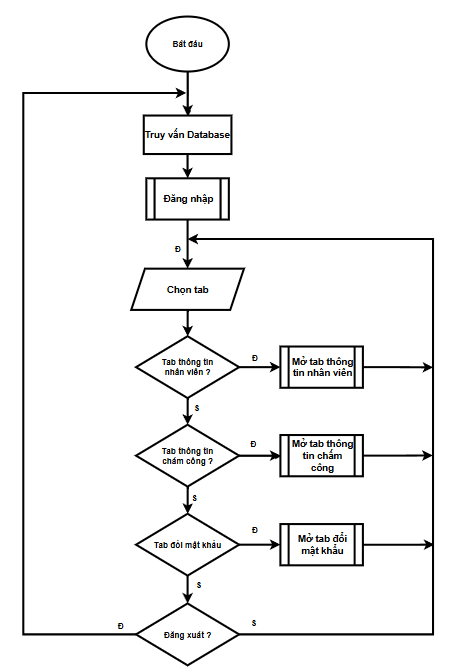 Bắt đầu
Truy vấn Database
Đăng nhập
Đ
Chọn tab
Tab thông tin
nhân viên ?
Đ
Mở tab thông
tin nhân viên
S
Tab thông tin
chấm công ?
Đ
Mở tab thông
tin chấm
công
S
Tab đổi mật khẩu
Đ
Mở tab đổi
mật khẩu
S
Đăng xuất ?
Đ
S